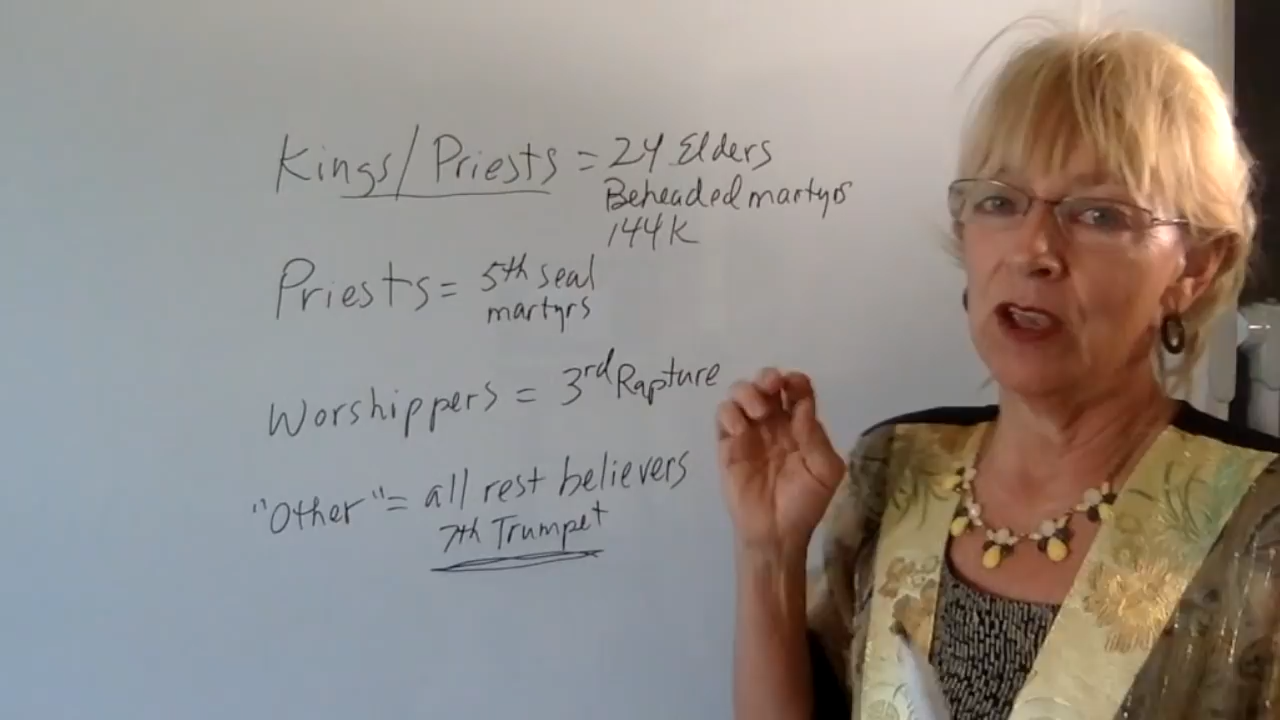 Kings/Priests = 24 Elders
Beheaded martyrs
144K
Priests = 5th seal
martyrs
Worshippers = 3rd Rapture
"Other" = all rest believers
7th Trumpet